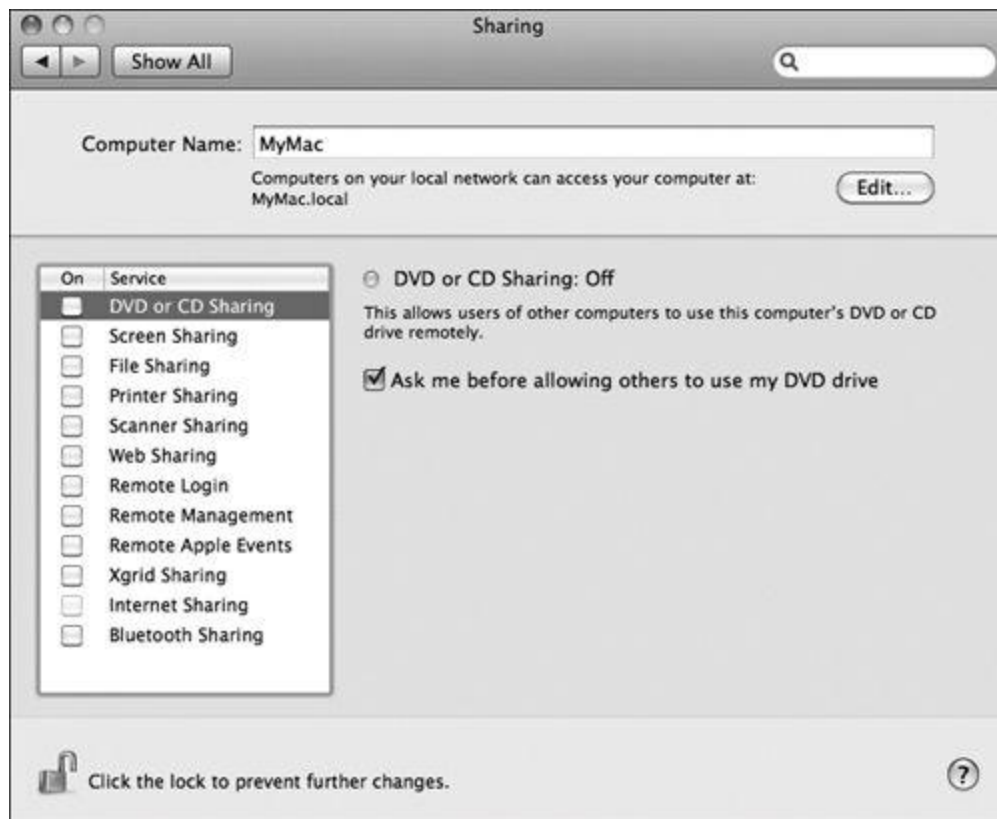 Sharing
Show All
Computer Name: MyMac
Computers on your local network can access your computer at:
MyMac.local
Edit...
On Service
DVD or CD Sharing
Screen Sharing
File Sharing
Printer Sharing
Scanner Sharing
Web Sharing
Remote Login
Remote Management
Remote Apple Events
Xgrid Sharing
Internet Sharing
Bluetooth Sharing
DVD or CD Sharing: Off
This allows users of other computers to use this computer's DVD or CD
drive remotely.
Ask me before allowing others to use my DVD drive
Click the lock to prevent further changes.
?